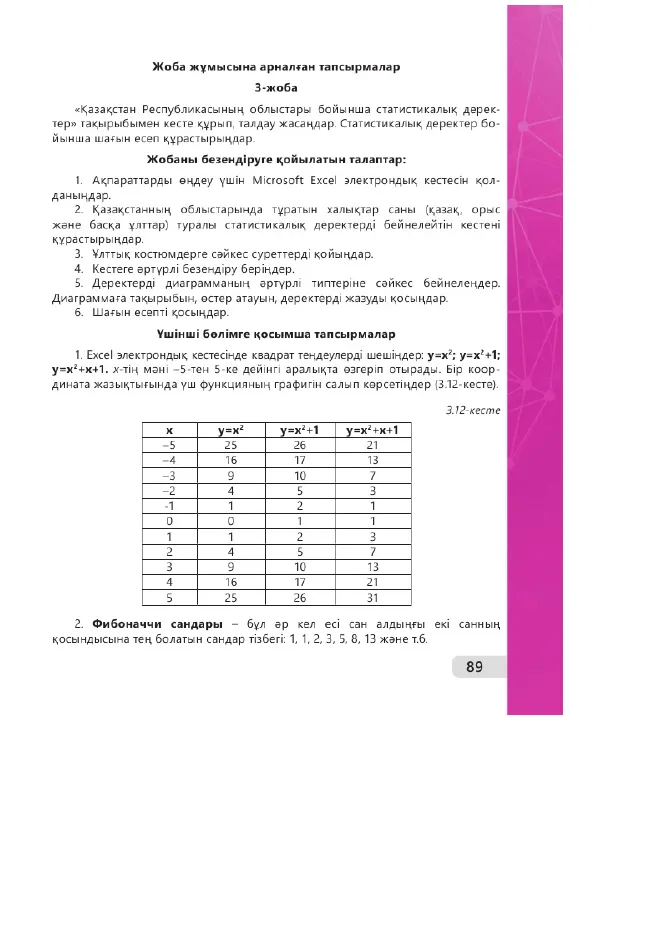 Жоба жұмысына арналған тапсырмалар
3-жоба
«Қазақстан Республикасының облыстары бойынша статистикалық дерек-
тер» тақырыбымен кесте құрып, талдау жасаңдар. Статистикалық деректер бо-
йынша шағын есеп құрастырыңдар.
Жобаны безендіруге қойылатын талаптар:
1. Ақпараттарды өңдеу үшін Microsoft Excel электрондық кестесін қол-
даныңдар.
2. Қазақстанның облыстарында тұратын халықтар саны (қазақ, орыс
және басқа ұлттар) туралы статистикалық деректерді бейнелейтін кестені
құрастырыңдар.
3. Ұлттық костюмдерге сәйкес суреттерді қойыңдар.
4. Кестеге әртүрлі безендіру беріңдер.
5. Деректерді диаграмманың әртүрлі типтеріне сәйкес бейнелеңдер.
Диаграммаға тақырыбын, өстер атауын, деректерді жазуды қосыңдар.
6. Шағын есепті қосыңдар.
Үшінші бөлімге қосымша тапсырмалар
1. Excel электрондық кестесінде квадрат теңдеулерді шешіңдер: y=x²; y=x²+1;
y=x²+x+1. x-тің мәні –5-тен 5-ке дейінгі аралықта өзгеріп отырады. Бір коор-
дината жазықтығында үш функцияның графигін салып көрсетіңдер (3.12-кесте).
3.12-кесте
x y=x² y=x²+1 y=x²+x+1
–5 25 26 21
–4 16 17 13
–3 9 10 7
–2 4 5 3
-1 1 2 1
0 0 1 1
1 1 2 3
2 4 5 7
3 9 10 13
4 16 17 21
5 25 26 31
2. Фибоначчи сандары – бұл әр кел есі сан алдыңғы екі санның
қосындысына тең болатын сандар тізбегі: 1, 1, 2, 3, 5, 8, 13 және т.б.
89